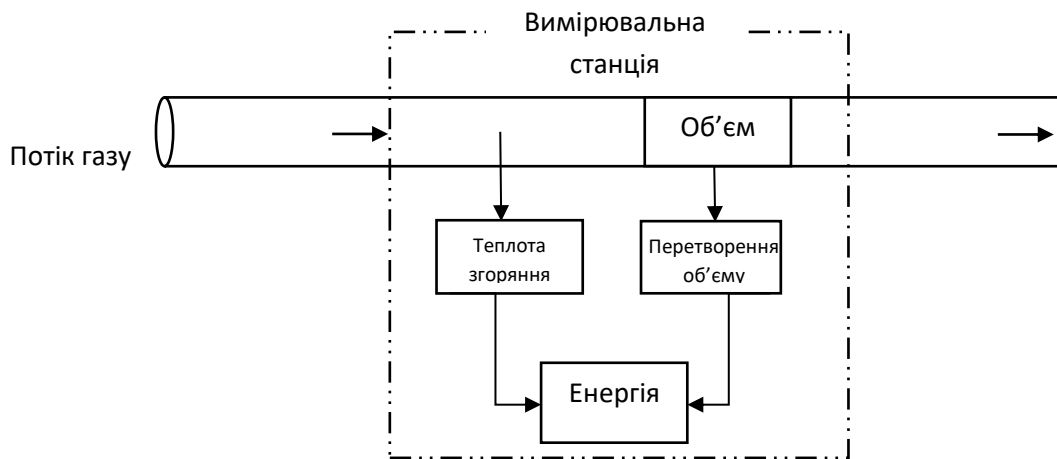 Вимірювальна
станція
Об’єм
Потік газу
Теплота
згоряння
Перетворення
об’єму
Енергія